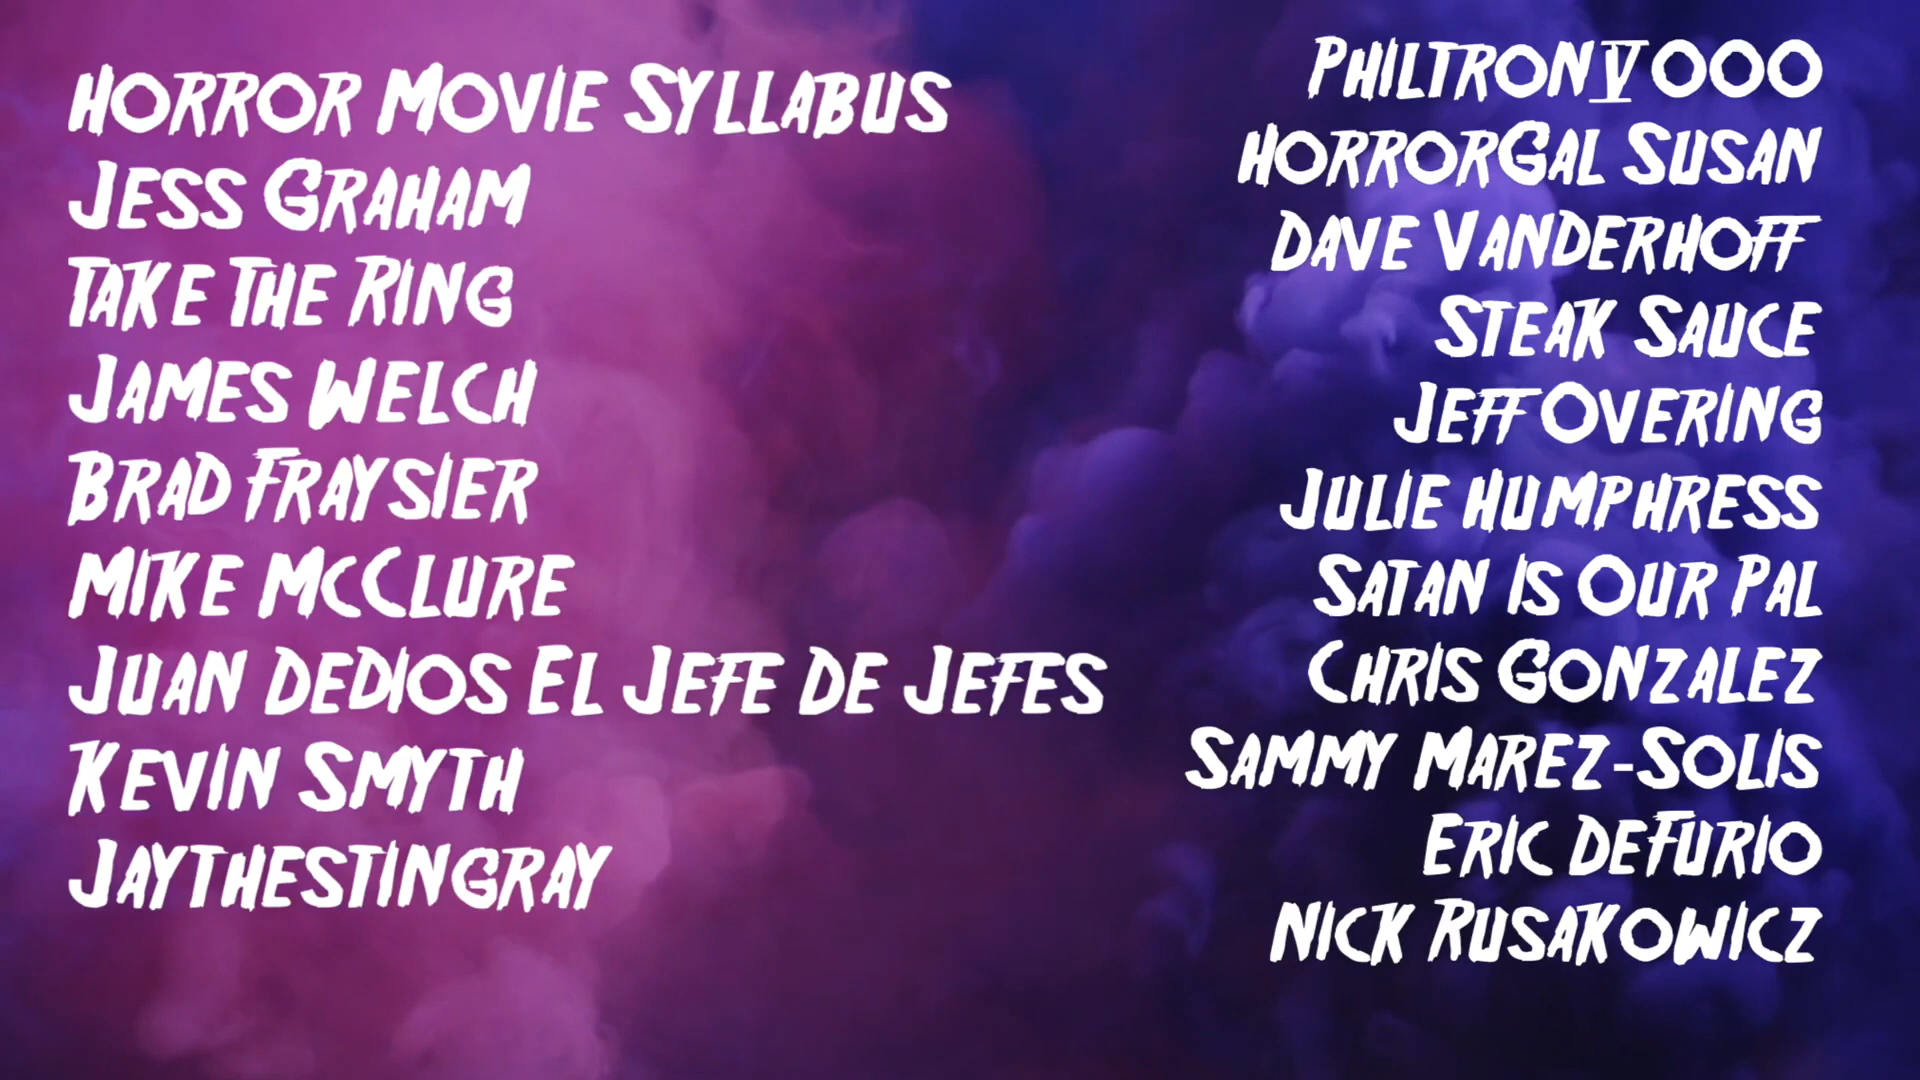 Horror Movie Syllabus
Jess Graham
Take The Ring
James Welch
Brad Fraysier
Mike McClure
Juan DeDios El Jefe De Jefes
Kevin Smyth
Jaythestingray
PhiltronV000
HorrorGal Susan
Dave Vanderhoff
Steak Sauce
Jeff Overing
Julie Humphress
Satan Is Our Pal
Chris Gonzalez
Sammy Marez-Solis
Eric DeFurio
Nick Rusakowicz